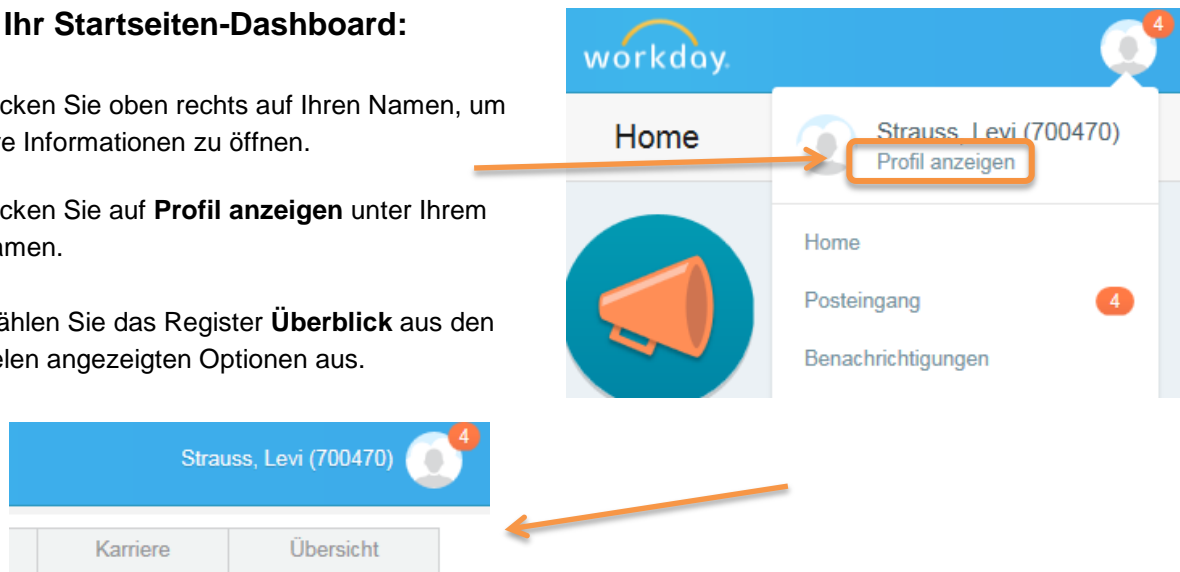 Ihr Startseiten-Dashboard:
cken Sie oben rechts auf Ihren Namen, um
e Informationen zu öffnen.
cken Sie auf Profil anzeigen unter Ihrem
amen.
ählen Sie das Register Überblick aus den
elen angezeigten Optionen aus.
workday.
4
Home
Strauss, Levi (700470)
Profil anzeigen
Home
Posteingang 4
Benachrichtigungen
Strauss, Levi (700470) 4
Karriere Übersicht